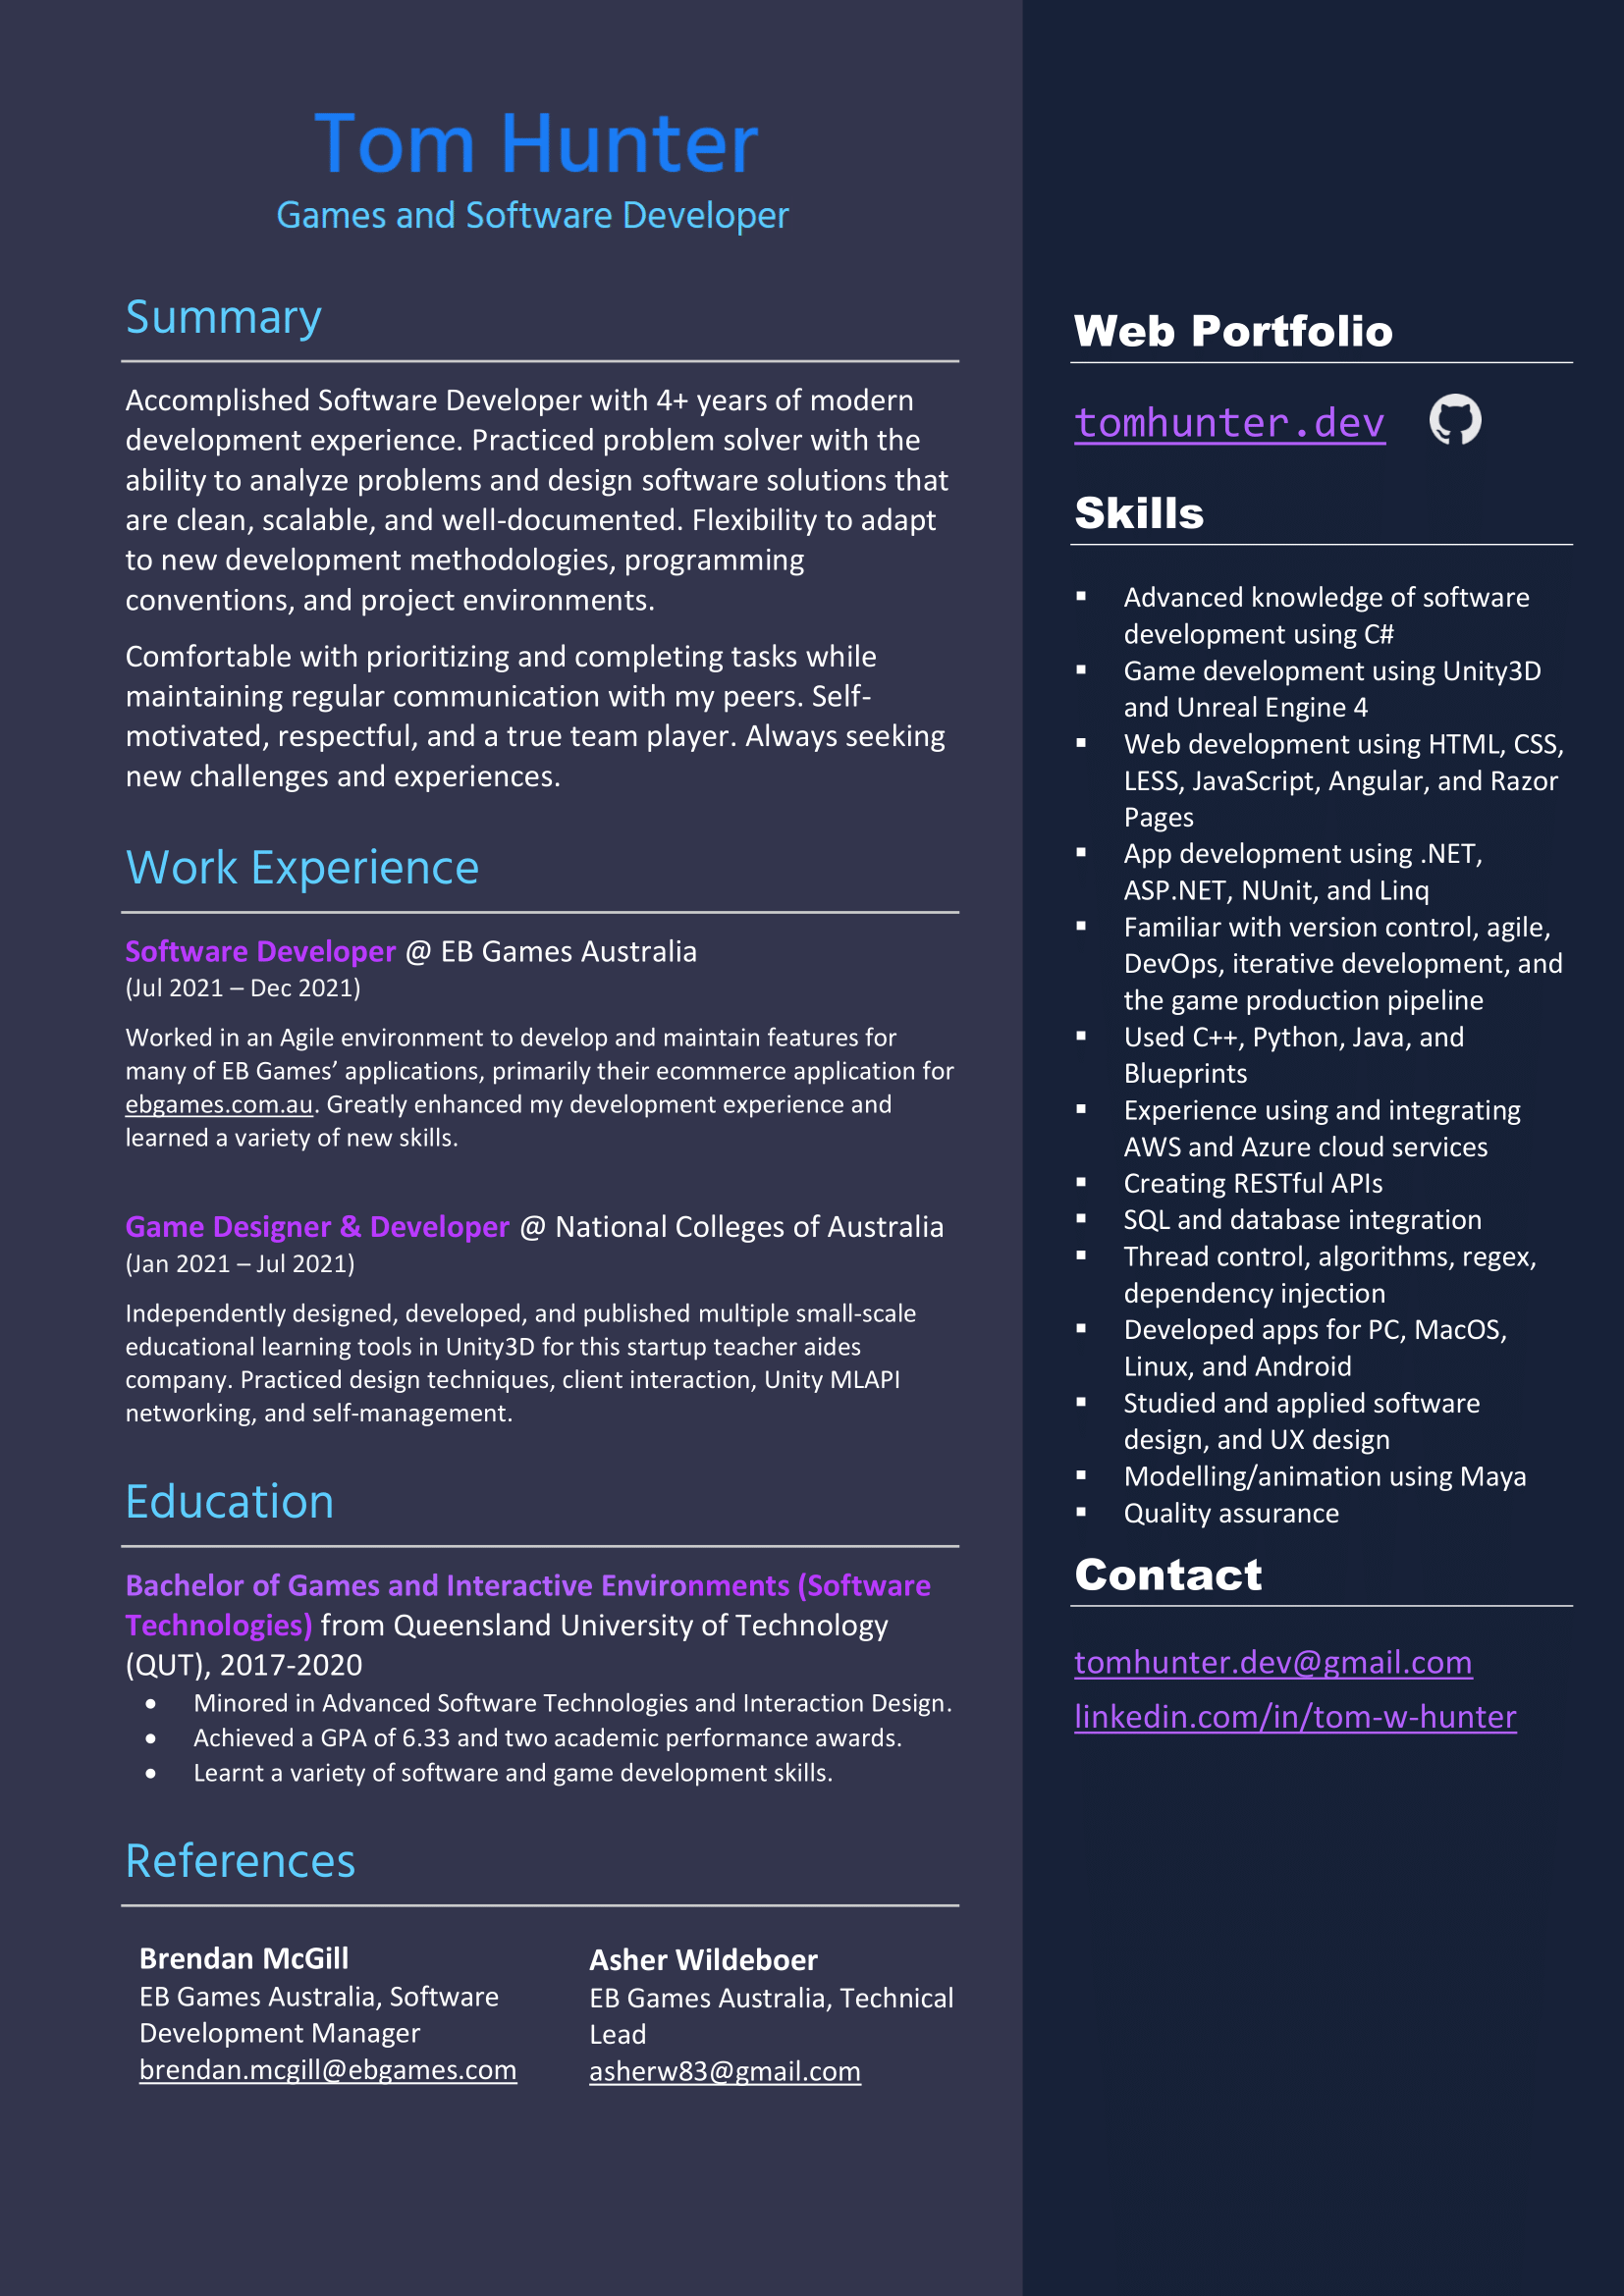 Tom Hunter
Games and Software Developer
Summary
Accomplished Software Developer with 4+ years of modern
development experience. Practiced problem solver with the
ability to analyze problems and design software solutions that
are clean, scalable, and well-documented. Flexibility to adapt
to new development methodologies, programming
conventions, and project environments.
Comfortable with prioritizing and completing tasks while
maintaining regular communication with my peers. Self-
motivated, respectful, and a true team player. Always seeking
new challenges and experiences.
Work Experience
Software Developer @ EB Games Australia
(Jul 2021 – Dec 2021)
Worked in an Agile environment to develop and maintain features for
many of EB Games’ applications, primarily their ecommerce application for
ebgames.com.au. Greatly enhanced my development experience and
learned a variety of new skills.
Game Designer & Developer @ National Colleges of Australia
(Jan 2021 – Jul 2021)
Independently designed, developed, and published multiple small-scale
educational learning tools in Unity3D for this startup teacher aides
company. Practiced design techniques, client interaction, Unity MLAPI
networking, and self-management.
Education
Bachelor of Games and Interactive Environments (Software
Technologies) from Queensland University of Technology
(QUT), 2017-2020
• Minored in Advanced Software Technologies and Interaction Design.
• Achieved a GPA of 6.33 and two academic performance awards.
• Learnt a variety of software and game development skills.
References
Brendan McGill
EB Games Australia, Software
Development Manager
brendan.mcgill@ebgames.com
Asher Wildeboer
EB Games Australia, Technical
Lead
asherw83@gmail.com
Web Portfolio
tomhunter.dev
Skills
▪ Advanced knowledge of software
development using C#
▪ Game development using Unity3D
and Unreal Engine 4
▪ Web development using HTML, CSS,
LESS, JavaScript, Angular, and Razor
Pages
▪ App development using .NET,
ASP.NET, NUnit, and Linq
▪ Familiar with version control, agile,
DevOps, iterative development, and
the game production pipeline
▪ Used C++, Python, Java, and
Blueprints
▪ Experience using and integrating
AWS and Azure cloud services
▪ Creating RESTful APIs
▪ SQL and database integration
▪ Thread control, algorithms, regex,
dependency injection
▪ Developed apps for PC, MacOS,
Linux, and Android
▪ Studied and applied software
design, and UX design
▪ Modelling/animation using Maya
▪ Quality assurance
Contact
tomhunter.dev@gmail.com
linkedin.com/in/tom-w-hunter